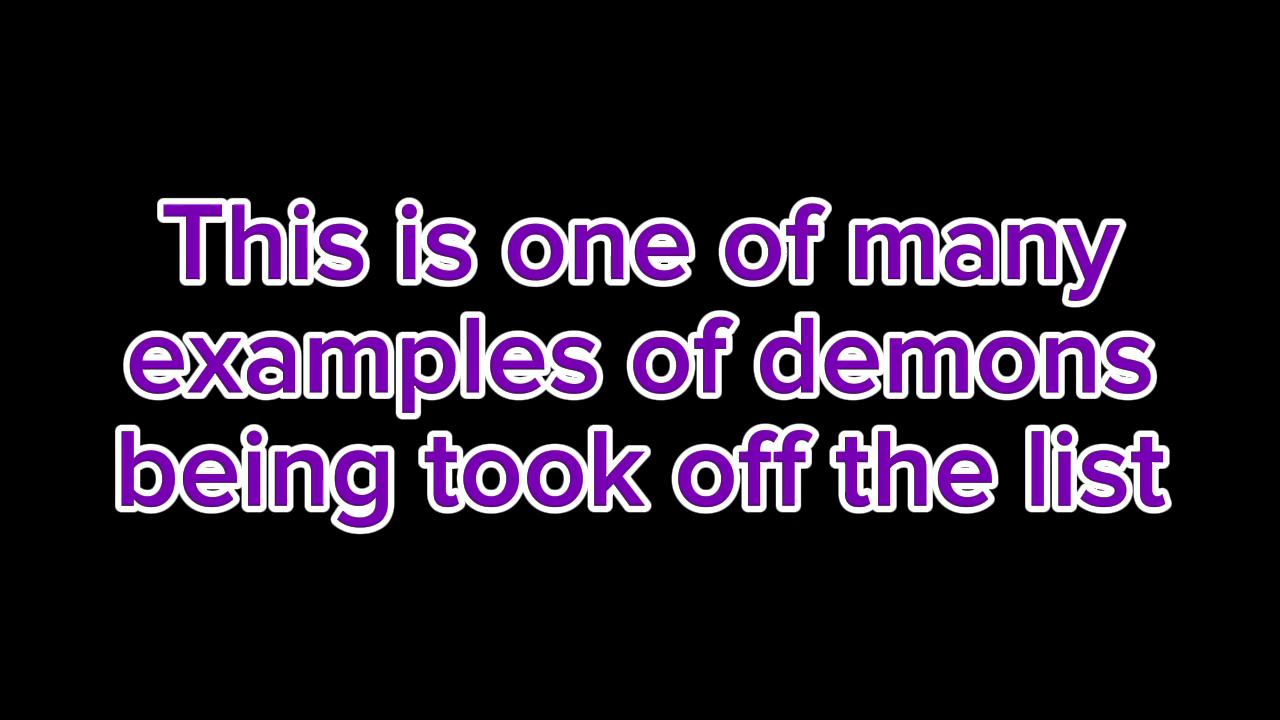 This is one of many
examples of demons
being took off the list